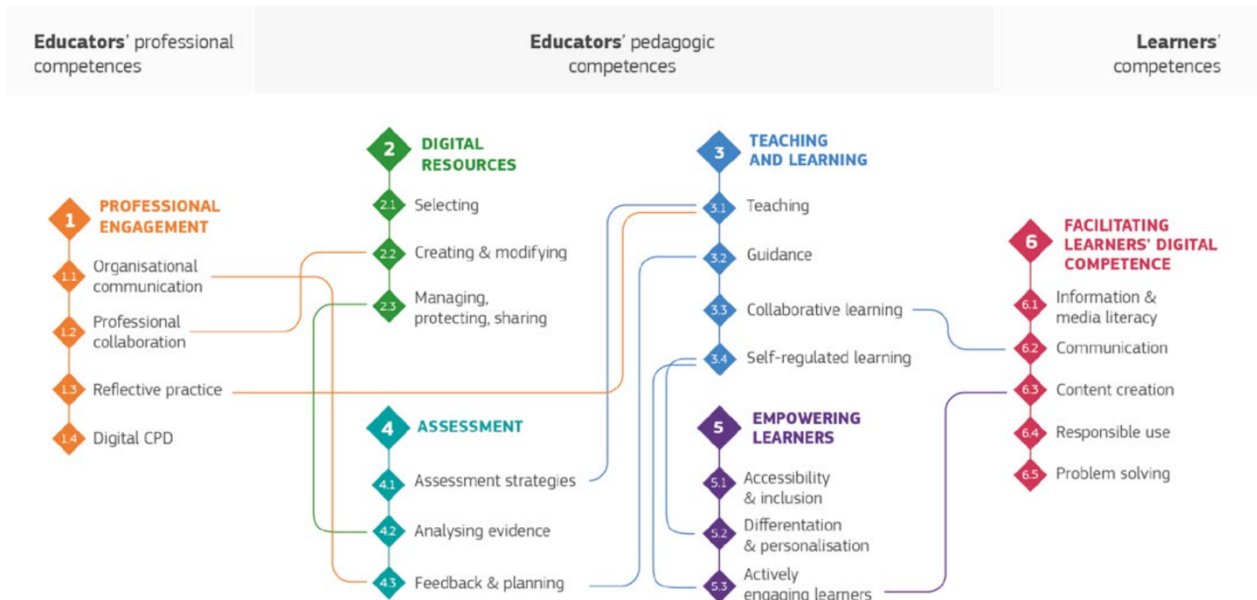 Educators' professional
competences
Educators' pedagogic
competences
Learners'
competences
1
PROFESSIONAL
ENGAGEMENT
1.1
Organisational
communication
1.2
Professional
collaboration
1.3
Reflective practice
1.4
Digital CPD
2
DIGITAL
RESOURCES
2.1
Selecting
2.2
Creating & modifying
2.3
Managing,
protecting, sharing
3
TEACHING
AND LEARNING
3.1
Teaching
3.2
Guidance
3.3
Collaborative learning
3.4
Self-regulated learning
4
ASSESSMENT
4.1
Assessment strategies
4.2
Analysing evidence
4.3
Feedback & planning
5
EMPOWERING
LEARNERS
5.1
Accessibility
& inclusion
5.2
Differentation
& personalisation
5.3
Actively
engaging learners
6
FACILITATING
LEARNERS' DIGITAL
COMPETENCE
6.1
Information &
media literacy
6.2
Communication
6.3
Content creation
6.4
Responsible use
6.5
Problem solving